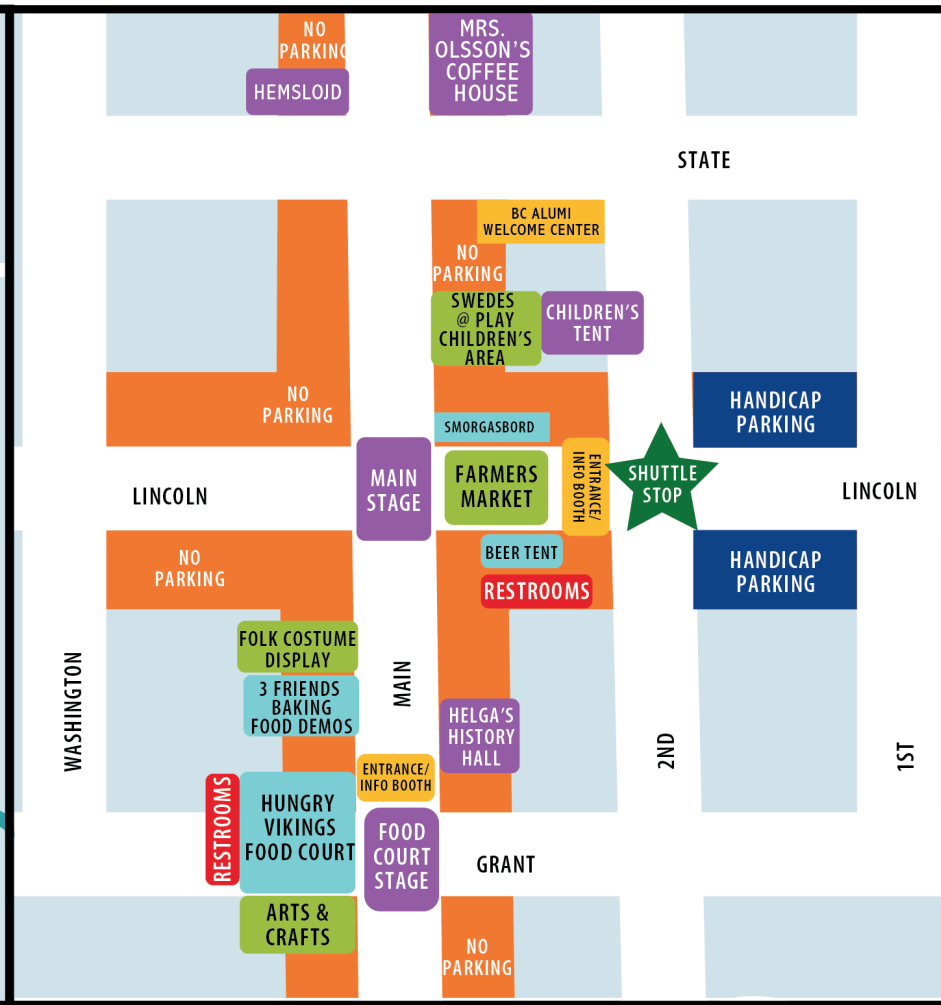 NO
PARKING
HEMSLOJD
MRS.
OLSSON'S
COFFEE
HOUSE
STATE
BC ALUMI
WELCOME CENTER
NO
PARKING
SWEDES
@ PLAY
CHILDREN'S
AREA
CHILDREN'S
TENT
NO
PARKING
HANDICAP
PARKING
SMORGASBORD
LINCOLN
MAIN
STAGE
FARMERS
MARKET
ENTRANCE/
INFO BOOTH
SHUTTLE
STOP
LINCOLN
NO
PARKING
BEER TENT
RESTROOMS
HANDICAP
PARKING
FOLK COSTUME
DISPLAY
3 FRIENDS
BAKING
FOOD DEMOS
WASHINGTON
MAIN
HELGA'S
HISTORY
HALL
2ND
1ST
ENTRANCE/
INFO BOOTH
RESTROOMS
HUNGRY
VIKINGS
FOOD COURT
FOOD
COURT
STAGE
GRANT
ARTS &
CRAFTS
NO
PARKING